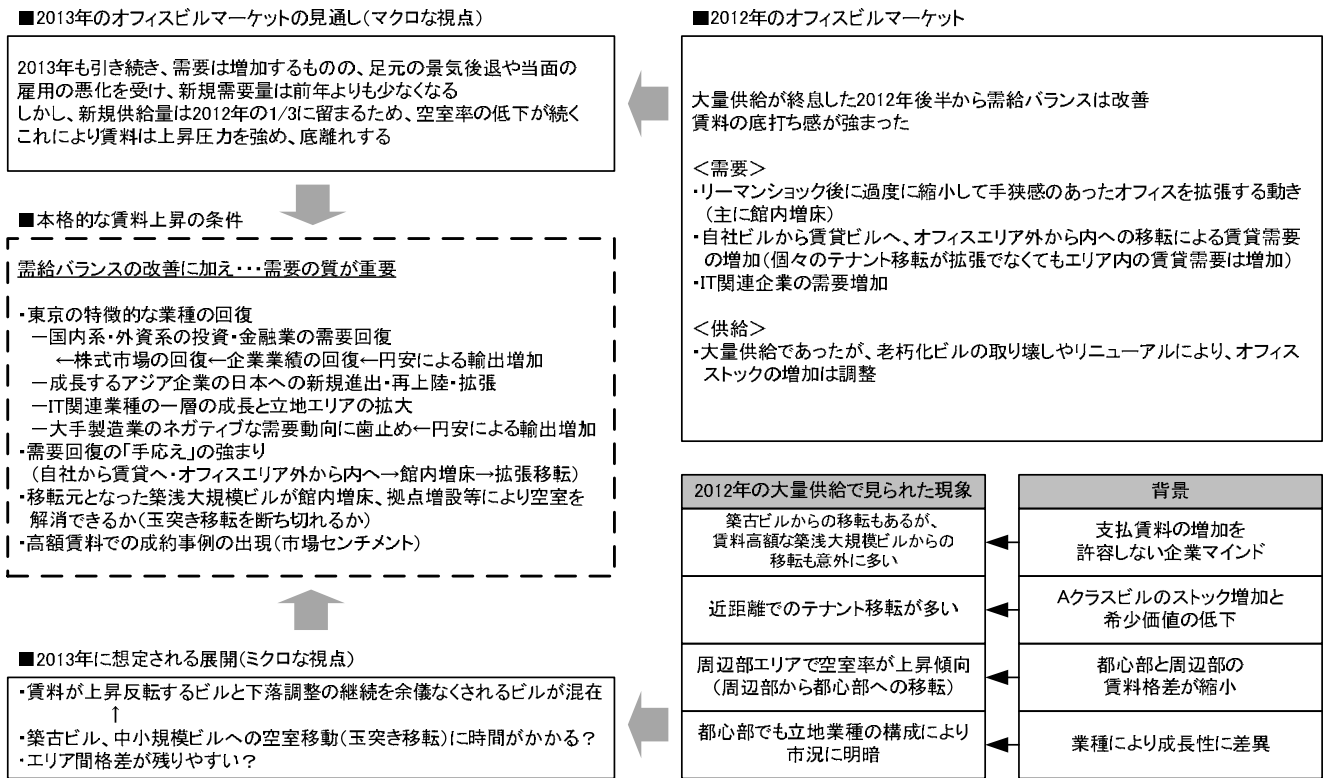 ■2013年のオフィスビルマーケットの見通し(マクロな視点)
2013年も引き続き、需要は増加するものの、足元の景気後退や当面の
雇用の悪化を受け、新規需要量は前年よりも少なくなる
しかし、新規供給量は2012年の1/3に留まるため、空室率の低下が続く
これにより賃料は上昇圧力を強め、底離れする
■本格的な賃料上昇の条件
需給バランスの改善に加え・・・需要の質が重要
・東京の特徴的な業種の回復
－国内系・外資系の投資・金融業の需要回復
←株式市場の回復←企業業績の回復←円安による輸出増加
－成長するアジア企業の日本への新規進出・再上陸・拡張
－IT関連業種の一層の成長と立地エリアの拡大
－大手製造業のネガティブな需要動向に歯止め←円安による輸出増加
・需要回復の「手応え」の強まり
(自社から賃貸へ・オフィスエリア外から内へ→館内増床→拡張移転)
・移転元となった築浅大規模ビルが館内増床、拠点増設等により空室を
解消できるか(玉突き移転を断ち切れるか)
・高額賃料での成約事例の出現(市場センチメント)
■2013年に想定される展開(ミクロな視点)
・賃料が上昇反転するビルと下落調整の継続を余儀なくされるビルが混在
↑
・築古ビル、中小規模ビルへの空室移動(玉突き移転)に時間がかかる?
・エリア間格差が残りやすい?
■2012年のオフィスビルマーケット
大量供給が終息した2012年後半から需給バランスは改善
賃料の底打ち感が強まった
＜需要＞
・リーマンショック後に過度に縮小して手狭感のあったオフィスを拡張する動き
(主に館内増床)
・自社ビルから賃貸ビルへ、オフィスエリア外から内への移転による賃貸需要
の増加(個々のテナント移転が拡張でなくてもエリア内の賃貸需要は増加)
・IT関連企業の需要増加
＜供給＞
・大量供給であったが、老朽化ビルの取り壊しやリニューアルにより、オフィス
ストックの増加は調整
2012年の大量供給で見られた現象
背景
築古ビルからの移転もあるが、
賃料高額な築浅大規模ビルからの
移転も意外に多い
支払賃料の増加を
許容しない企業マインド
近距離でのテナント移転が多い
Aクラスビルのストック増加と
希少価値の低下
周辺部エリアで空室率が上昇傾向
(周辺部から都心部への移転)
都心部と周辺部の
賃料格差が縮小
都心部でも立地業種の構成により
市況に明暗
業種により成長性に差異